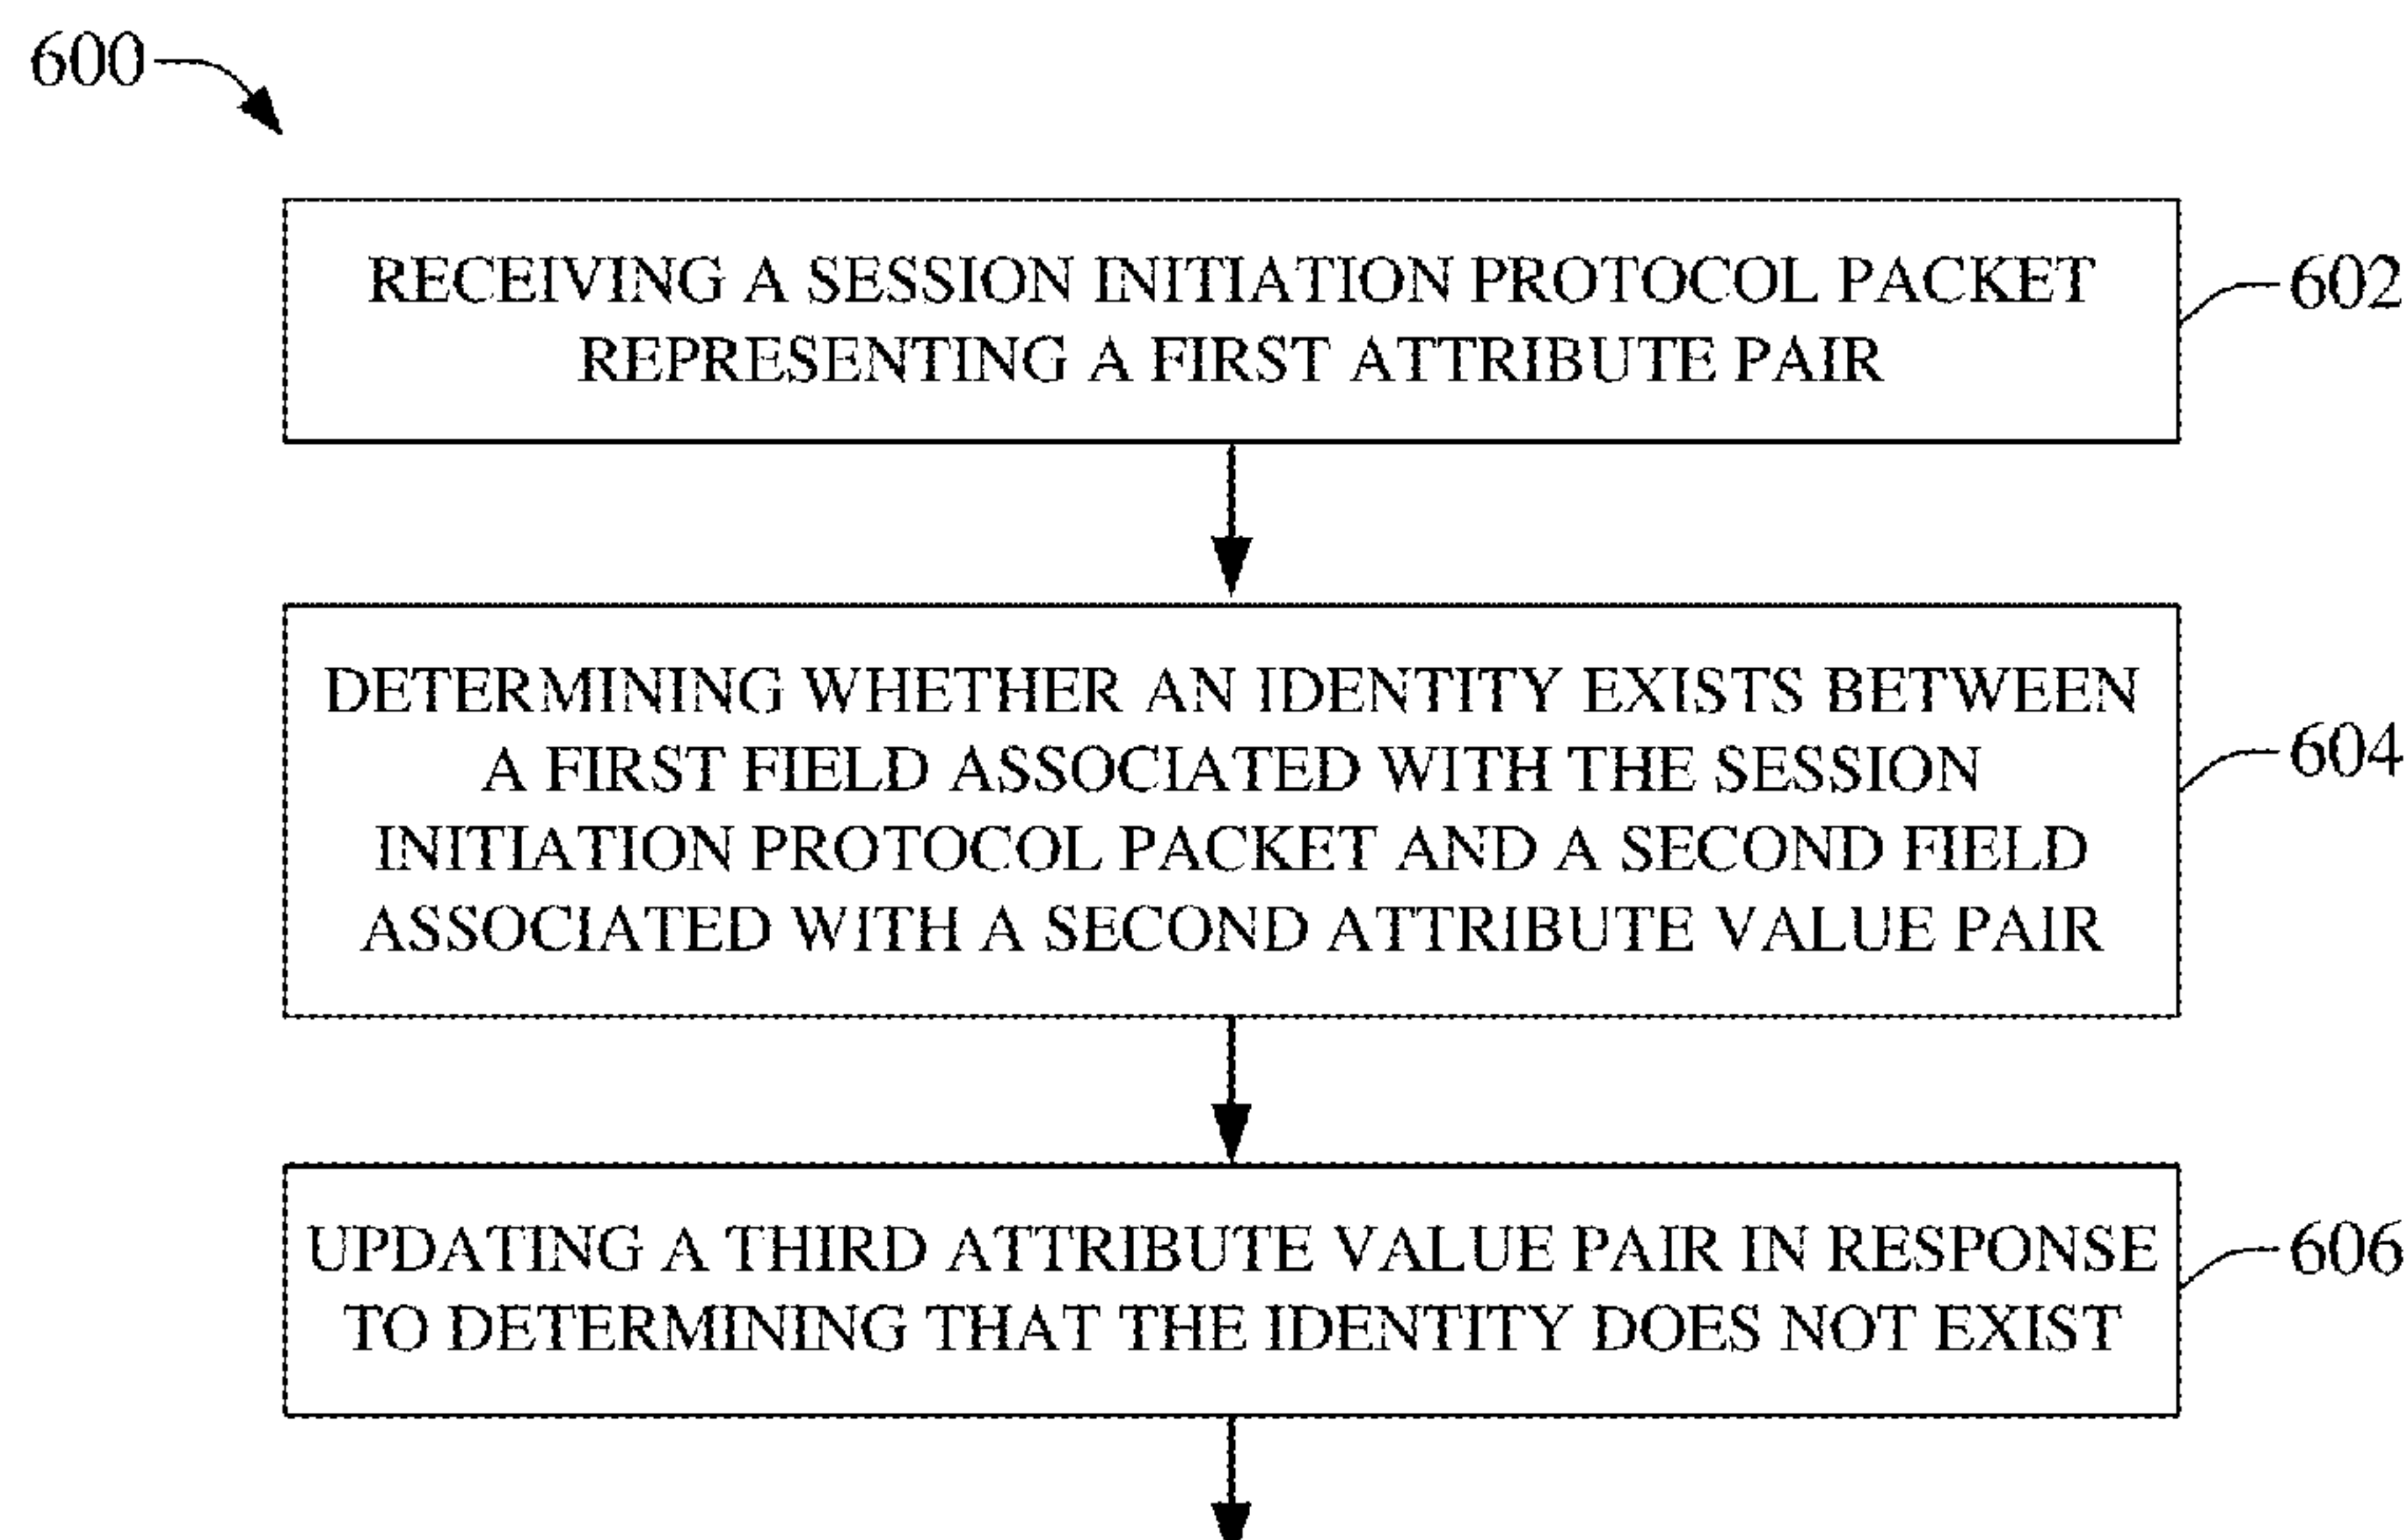 600
RECEIVING A SESSION INITIATION PROTOCOL PACKET
REPRESENTING A FIRST ATTRIBUTE PAIR
602
DETERMINING WHETHER AN IDENTITY EXISTS BETWEEN
A FIRST FIELD ASSOCIATED WITH THE SESSION
INITIATION PROTOCOL PACKET AND A SECOND FIELD
ASSOCIATED WITH A SECOND ATTRIBUTE VALUE PAIR
604
UPDATING A THIRD ATTRIBUTE VALUE PAIR IN RESPONSE
TO DETERMINING THAT THE IDENTITY DOES NOT EXIST
606